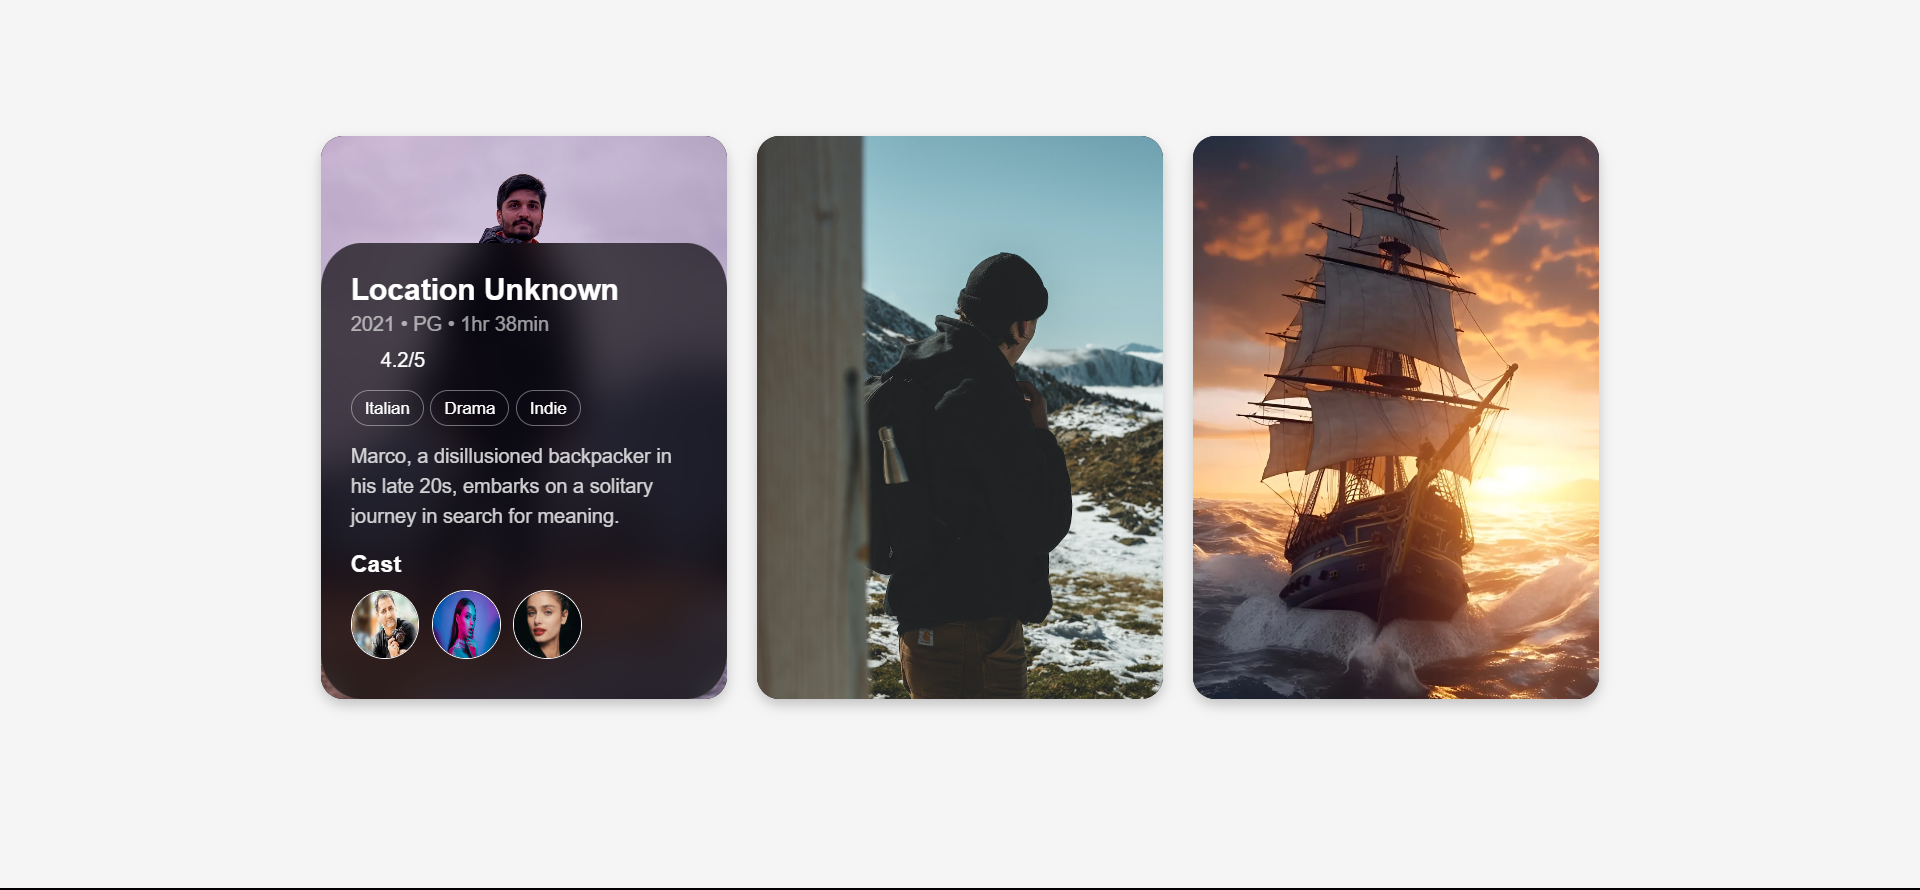 Location Unknown
2021 • PG • 1hr 38min
4.2/5
Italian Drama Indie
Marco, a disillusioned backpacker in
his late 20s, embarks on a solitary
journey in search for meaning.
Cast